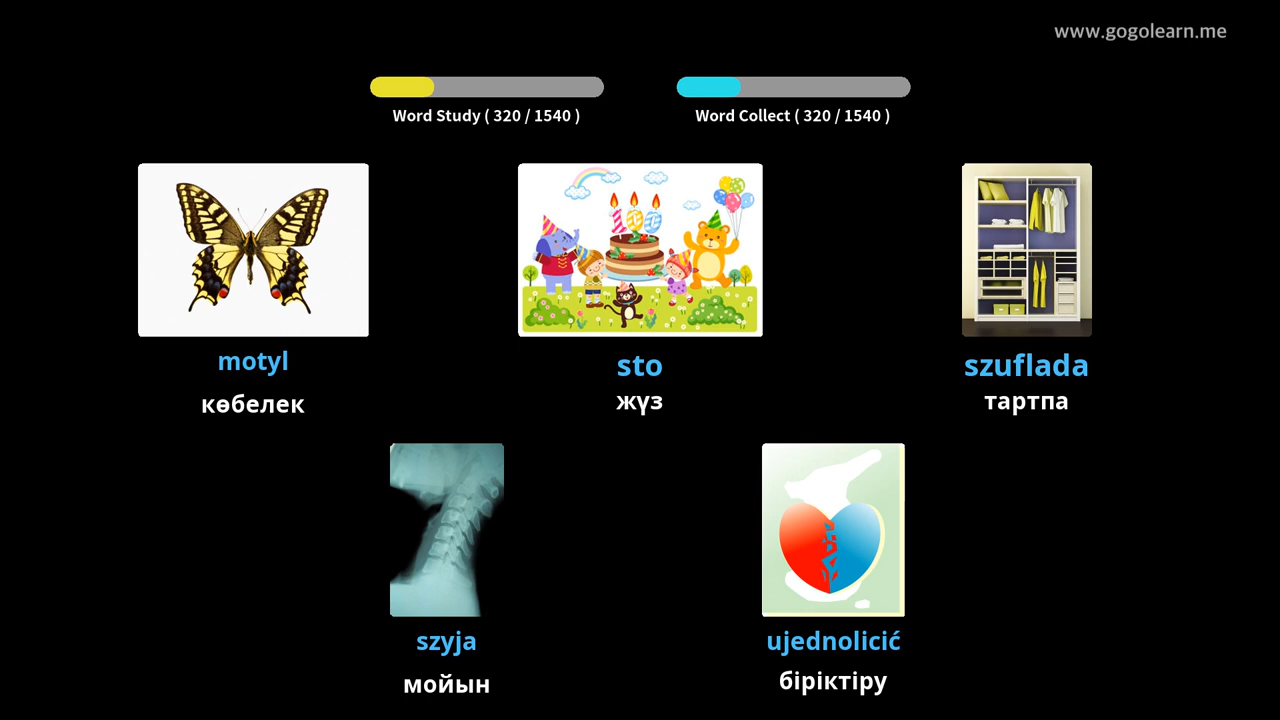 www.gogolearn.me
Word Study ( 320 / 1540 )
Word Collect ( 320 / 1540 )
100
motyl
көбелек
sto
жүз
szuflada
тартпа
szyja
мойын
ujednolicić
біріктіру